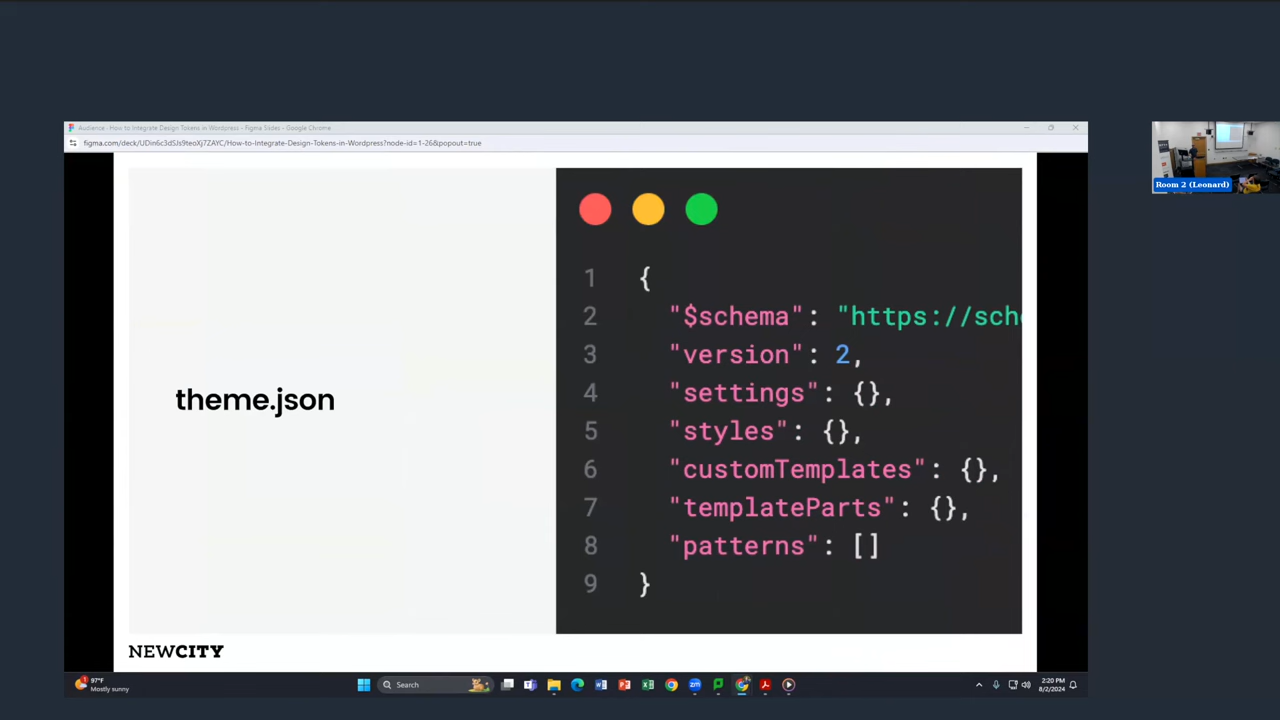 Audience - How to Integrate Design Tokens in Wordpress - Figma Slides - Google Chrome
figma.com/deck/UDin6c3dSJs9teoXj7ZAYC/How-to-Integrate-Design-Tokens-in-Wordpress?node-id=1-26&popout=true
Room 2 (Leonard)
theme.json
1 {
2 "$schema": "https://sch
3 "version": 2,
4 "settings": {},
5 "styles": {},
6 "customTemplates": {},
7 "templateParts": {},
8 "patterns": []
9 }
NEWCITY
97°F
Mostly sunny
Search
2:20 PM
8/2/2024